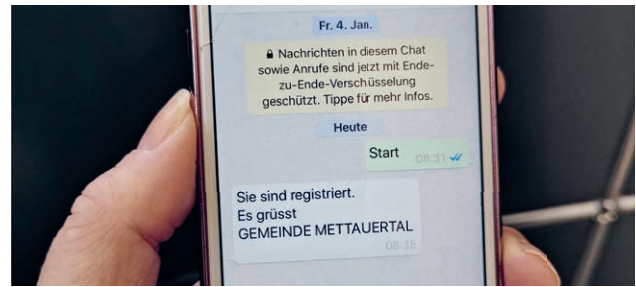 Fr. 4. Jan.
Nachrichten in diesem Chat
sowie Anrufe sind jetzt mit Ende-
zu-Ende-Verschüsselung
geschützt. Tippe für mehr Infos.
Heute
Start 08:31
Sie sind registriert.
Es grüsst
GEMEINDE METTAUERTAL
08:35